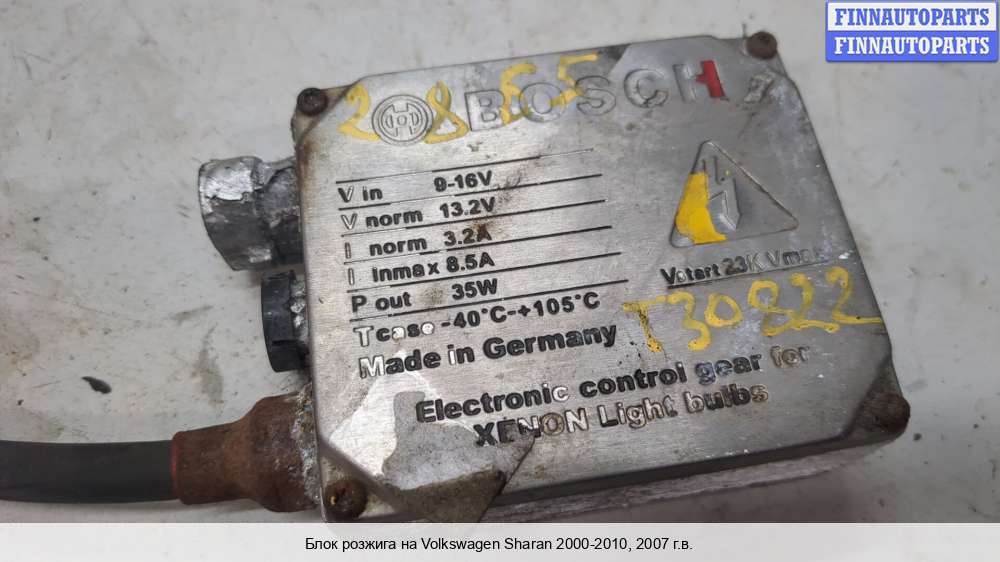 FINNAUTOPARTS
FINNAUTOPARTS
BOSCH
V in 9-16V
V norm 13.2V
I norm 3.2A
I inmax 8.5A
P out 35W
T case -40°C-+105°C
Made in Germany
Vstart 23K Vmax
T30822
Electronic control gear for
XENON Light bulbs
Блок розжига на Volkswagen Sharan 2000-2010, 2007 г.в.